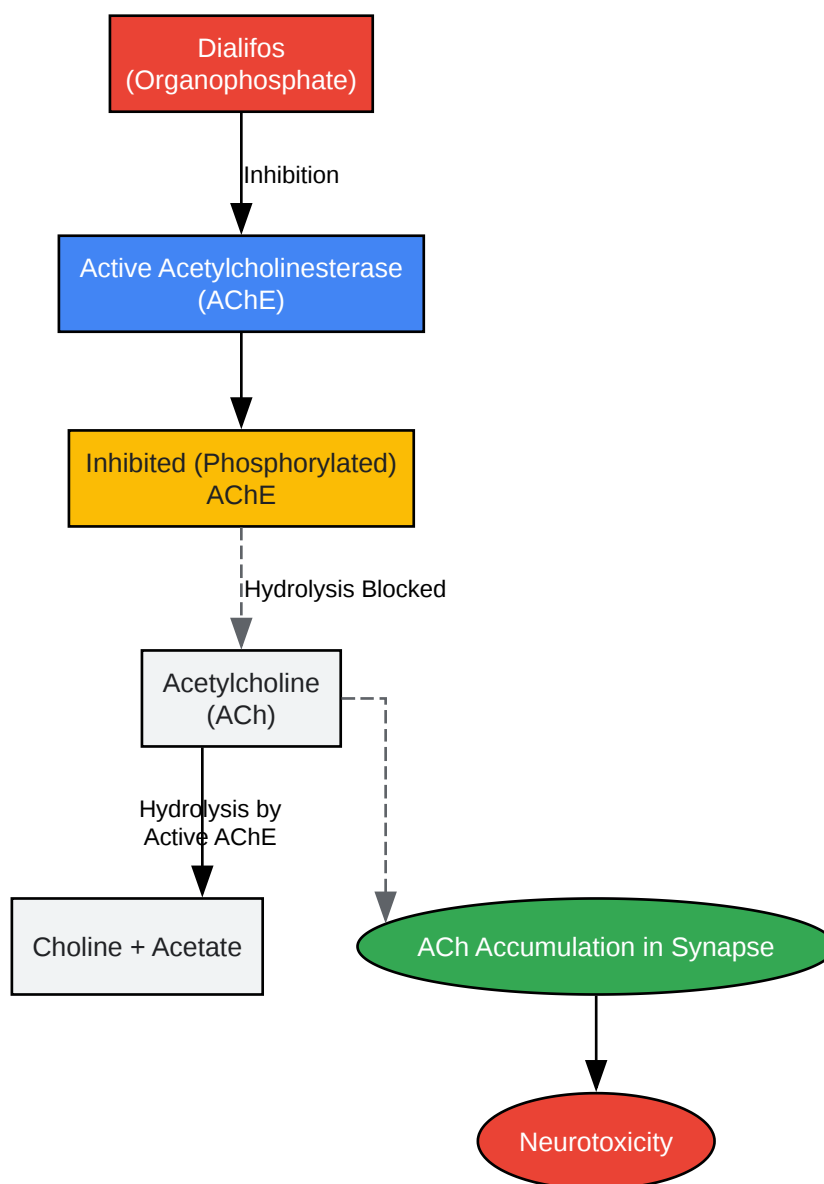 Dialifos
(Organophosphate)
Inhibition
Active Acetylcholinesterase
(AChE)
Inhibited (Phosphorylated)
AChE
Hydrolysis Blocked
Acetylcholine
(ACh)
Hydrolysis by
Active AChE
Choline + Acetate
ACh Accumulation in Synapse
Neurotoxicity